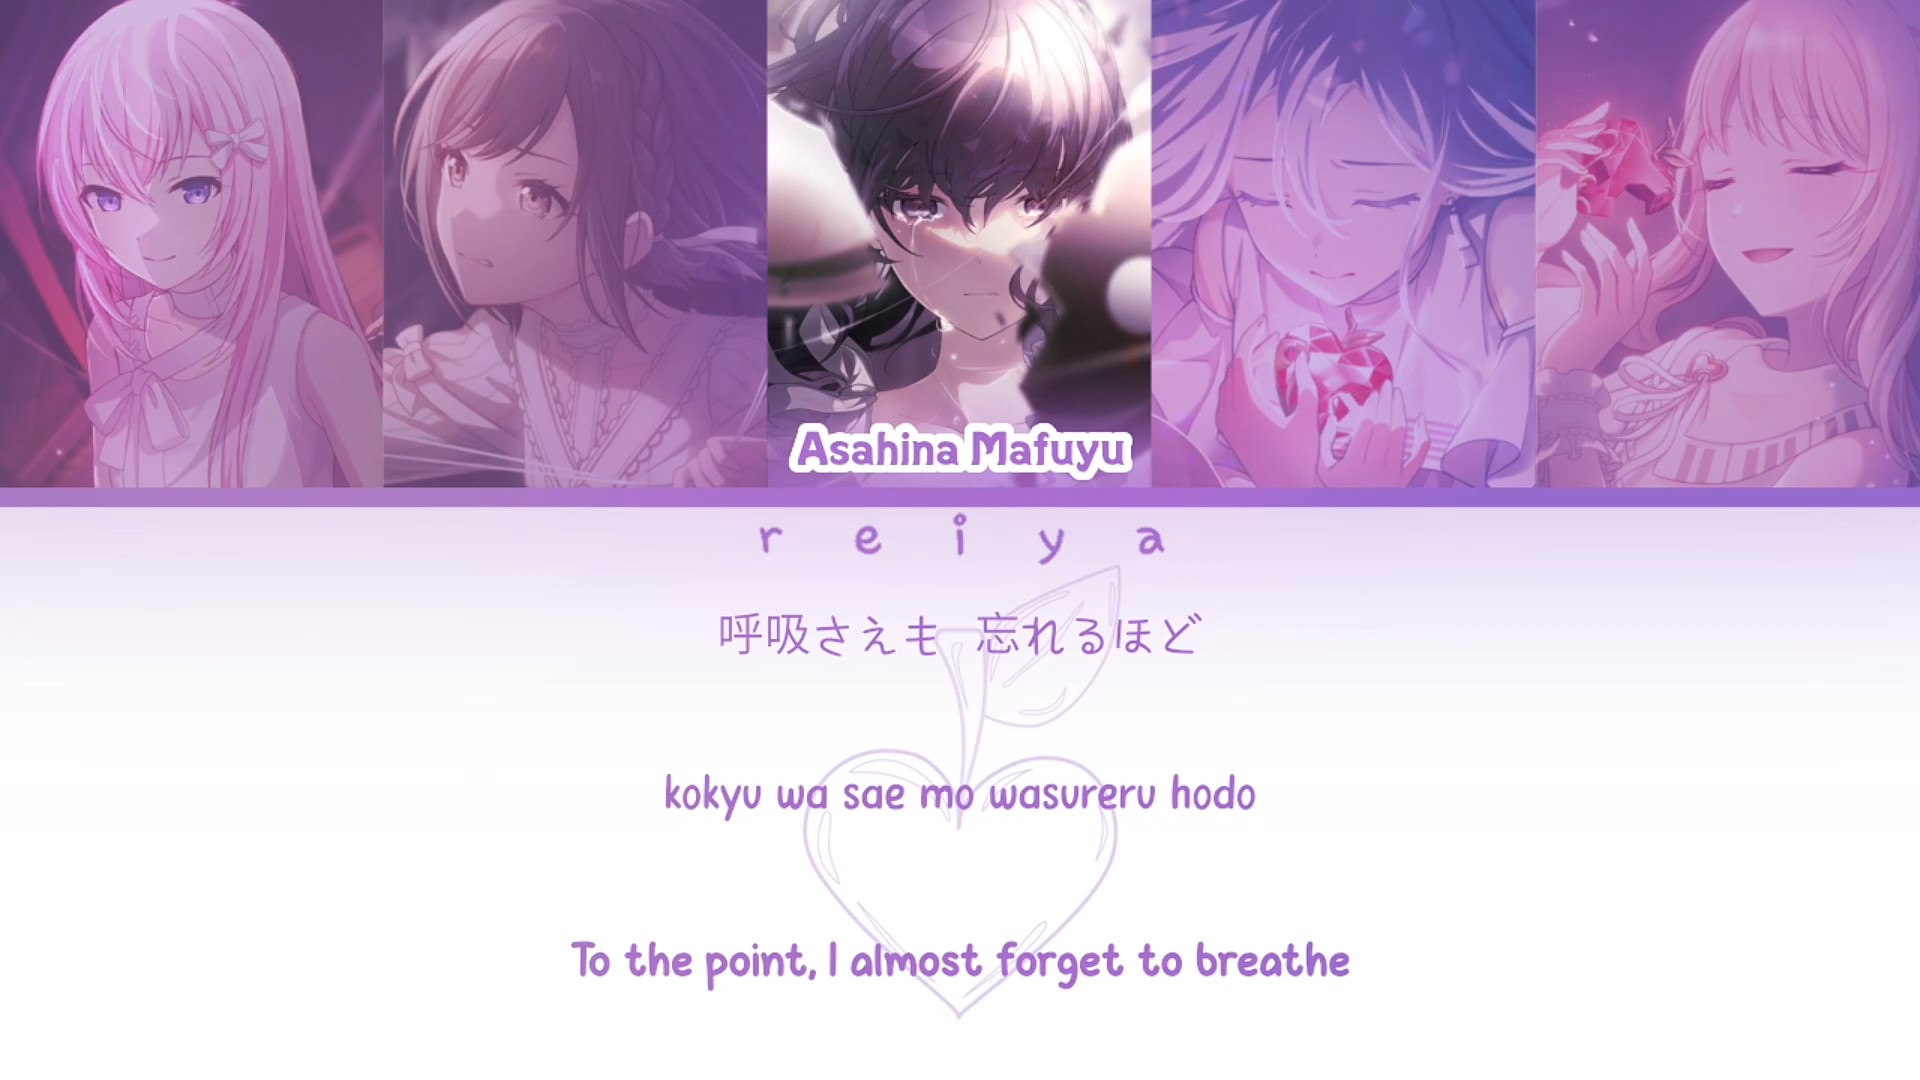 Asahina Mafuyu
r e i y a
呼吸さえも 忘れるほど
kokyu wa sae mo wasureru hodo
To the point, I almost forget to breathe